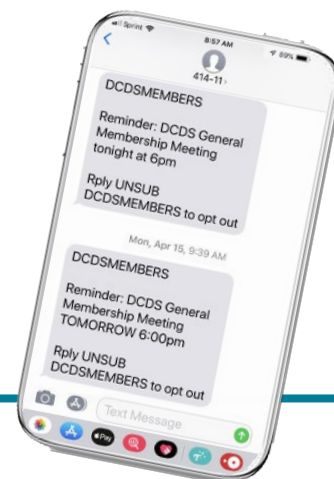 Sprint
8:57 AM
89%
414-11
DCDSMEMBERS
Reminder: DCDS General
Membership Meeting
tonight at 6pm
Rply UNSUB
DCDSMEMBERS to opt out
Mon, Apr 15, 9:39 AM
DCDSMEMBERS
Reminder: DCDS General
Membership Meeting
TOMORROW 6:00pm
Rply UNSUB
DCDSMEMBERS to opt out
Text Message
Pay